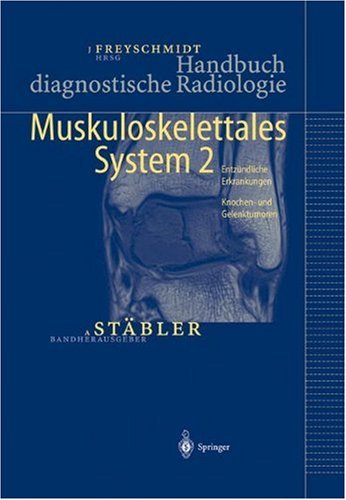 J FREYSCHMIDT
HRSG
Handbuch
diagnostische Radiologie
Muskuloskelettales
System 2
Entzündliche
Erkrankungen
Knochen- und
Gelenktumoren
A STÄBLER
BANDHERAUSGEBER
Springer